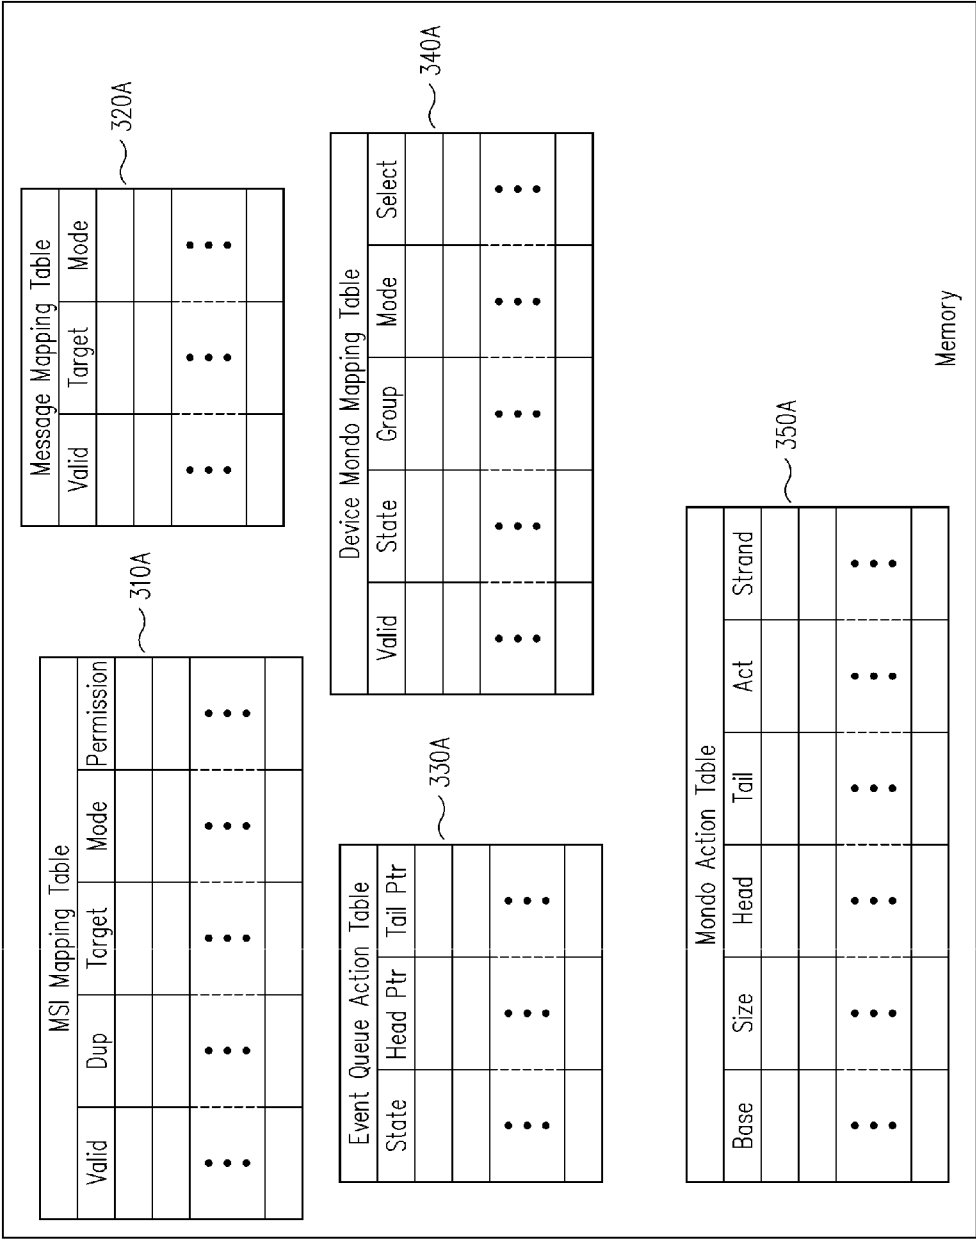 MSI Mapping Table
Valid Dup Target Mode Permission
310A
Message Mapping Table
Valid Target Mode
320A
Event Queue Action Table
State Head Ptr Tail Ptr
330A
Device Mondo Mapping Table
Valid State Group Mode Select
340A
Mondo Action Table
Base Size Head Tail Act Strand
350A
Memory